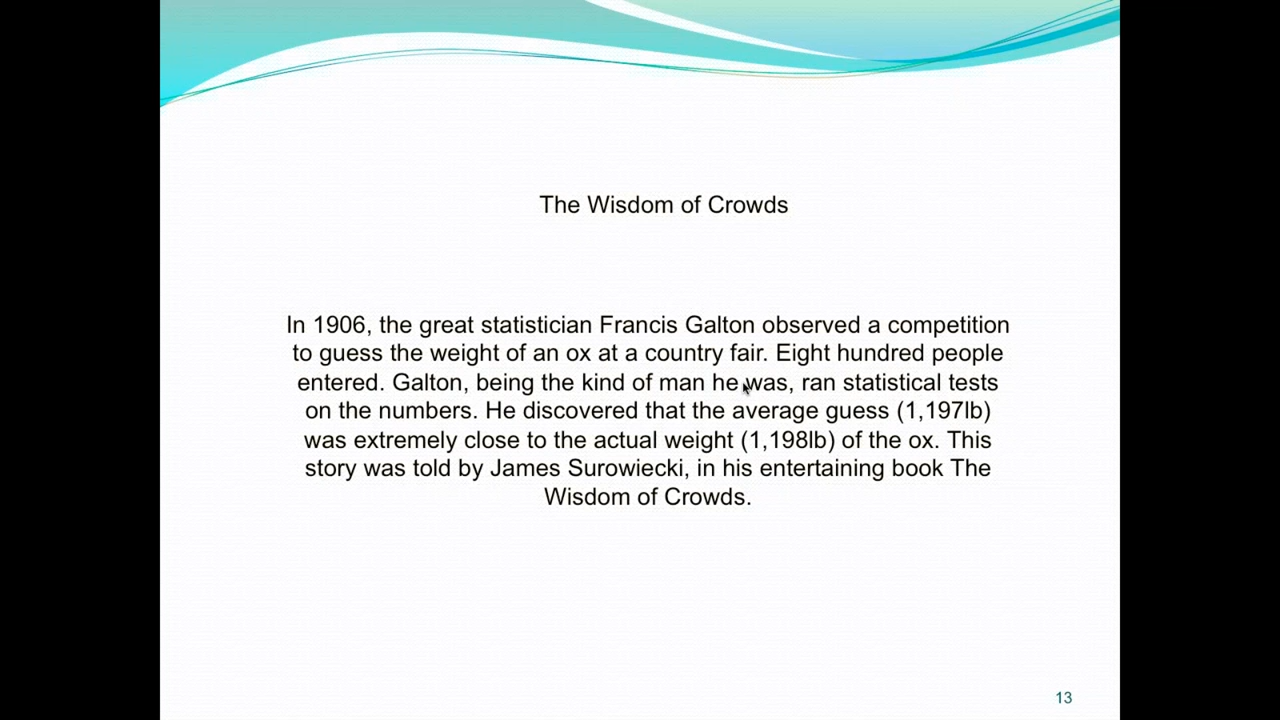 The Wisdom of Crowds
In 1906, the great statistician Francis Galton observed a competition
to guess the weight of an ox at a country fair. Eight hundred people
entered. Galton, being the kind of man he was, ran statistical tests
on the numbers. He discovered that the average guess (1,197lb)
was extremely close to the actual weight (1,198lb) of the ox. This
story was told by James Surowiecki, in his entertaining book The
Wisdom of Crowds.
13